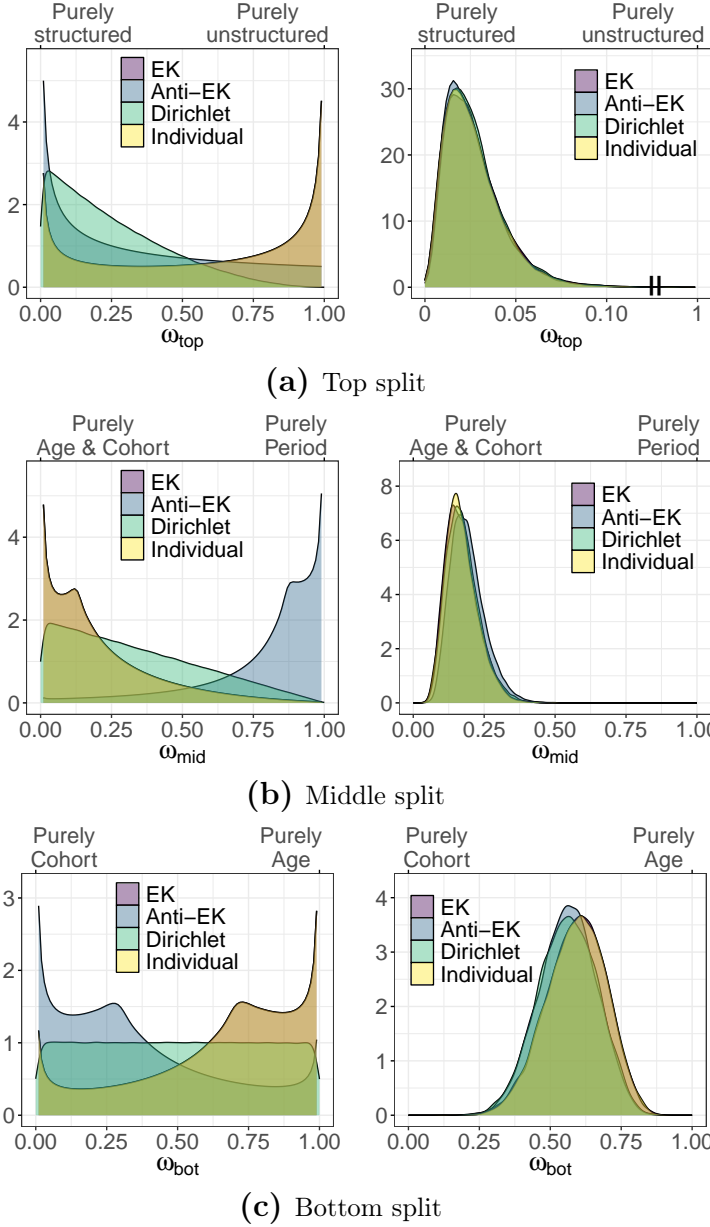 Purely structured
Purely unstructured
EK
Anti−EK
Dirichlet
Individual
4
2
0
0.00 0.25 0.50 0.75 1.00
ωtop
Purely structured
Purely unstructured
EK
Anti−EK
Dirichlet
Individual
30
20
10
0
0 0.05 0.10 1
ωtop
(a) Top split
Purely Age & Cohort
Purely Period
EK
Anti−EK
Dirichlet
Individual
4
2
0
0.00 0.25 0.50 0.75 1.00
ωmid
Purely Age & Cohort
Purely Period
EK
Anti−EK
Dirichlet
Individual
8
6
4
2
0
0.00 0.25 0.50 0.75 1.00
ωmid
(b) Middle split
Purely Cohort
Purely Age
EK
Anti−EK
Dirichlet
Individual
3
2
1
0
0.00 0.25 0.50 0.75 1.00
ωbot
Purely Cohort
Purely Age
EK
Anti−EK
Dirichlet
Individual
4
3
2
1
0
0.00 0.25 0.50 0.75 1.00
ωbot
(c) Bottom split